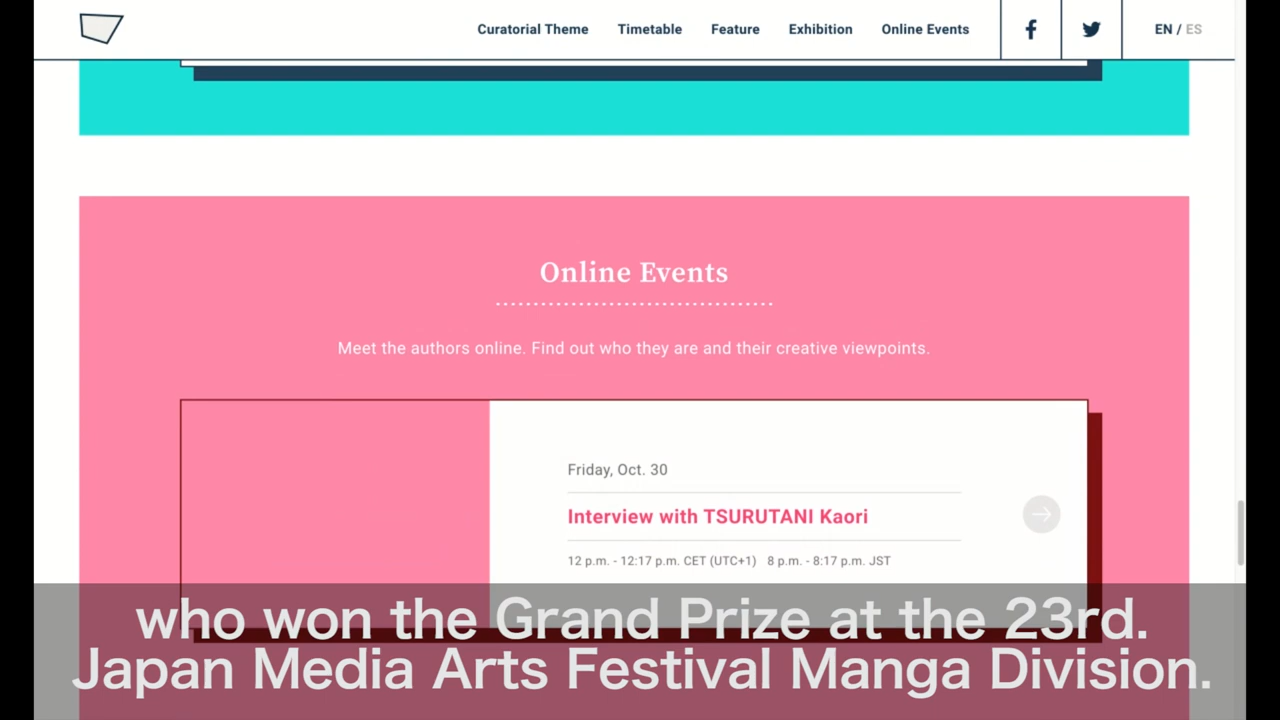 Curatorial Theme Timetable Feature Exhibition Online Events EN / ES
Online Events
Meet the authors online. Find out who they are and their creative viewpoints.
Friday, Oct. 30
Interview with TSURUTANI Kaori
12 p.m. - 12:17 p.m. CET (UTC+1) 8 p.m. - 8:17 p.m. JST
who won the Grand Prize at the 23rd.
Japan Media Arts Festival Manga Division.